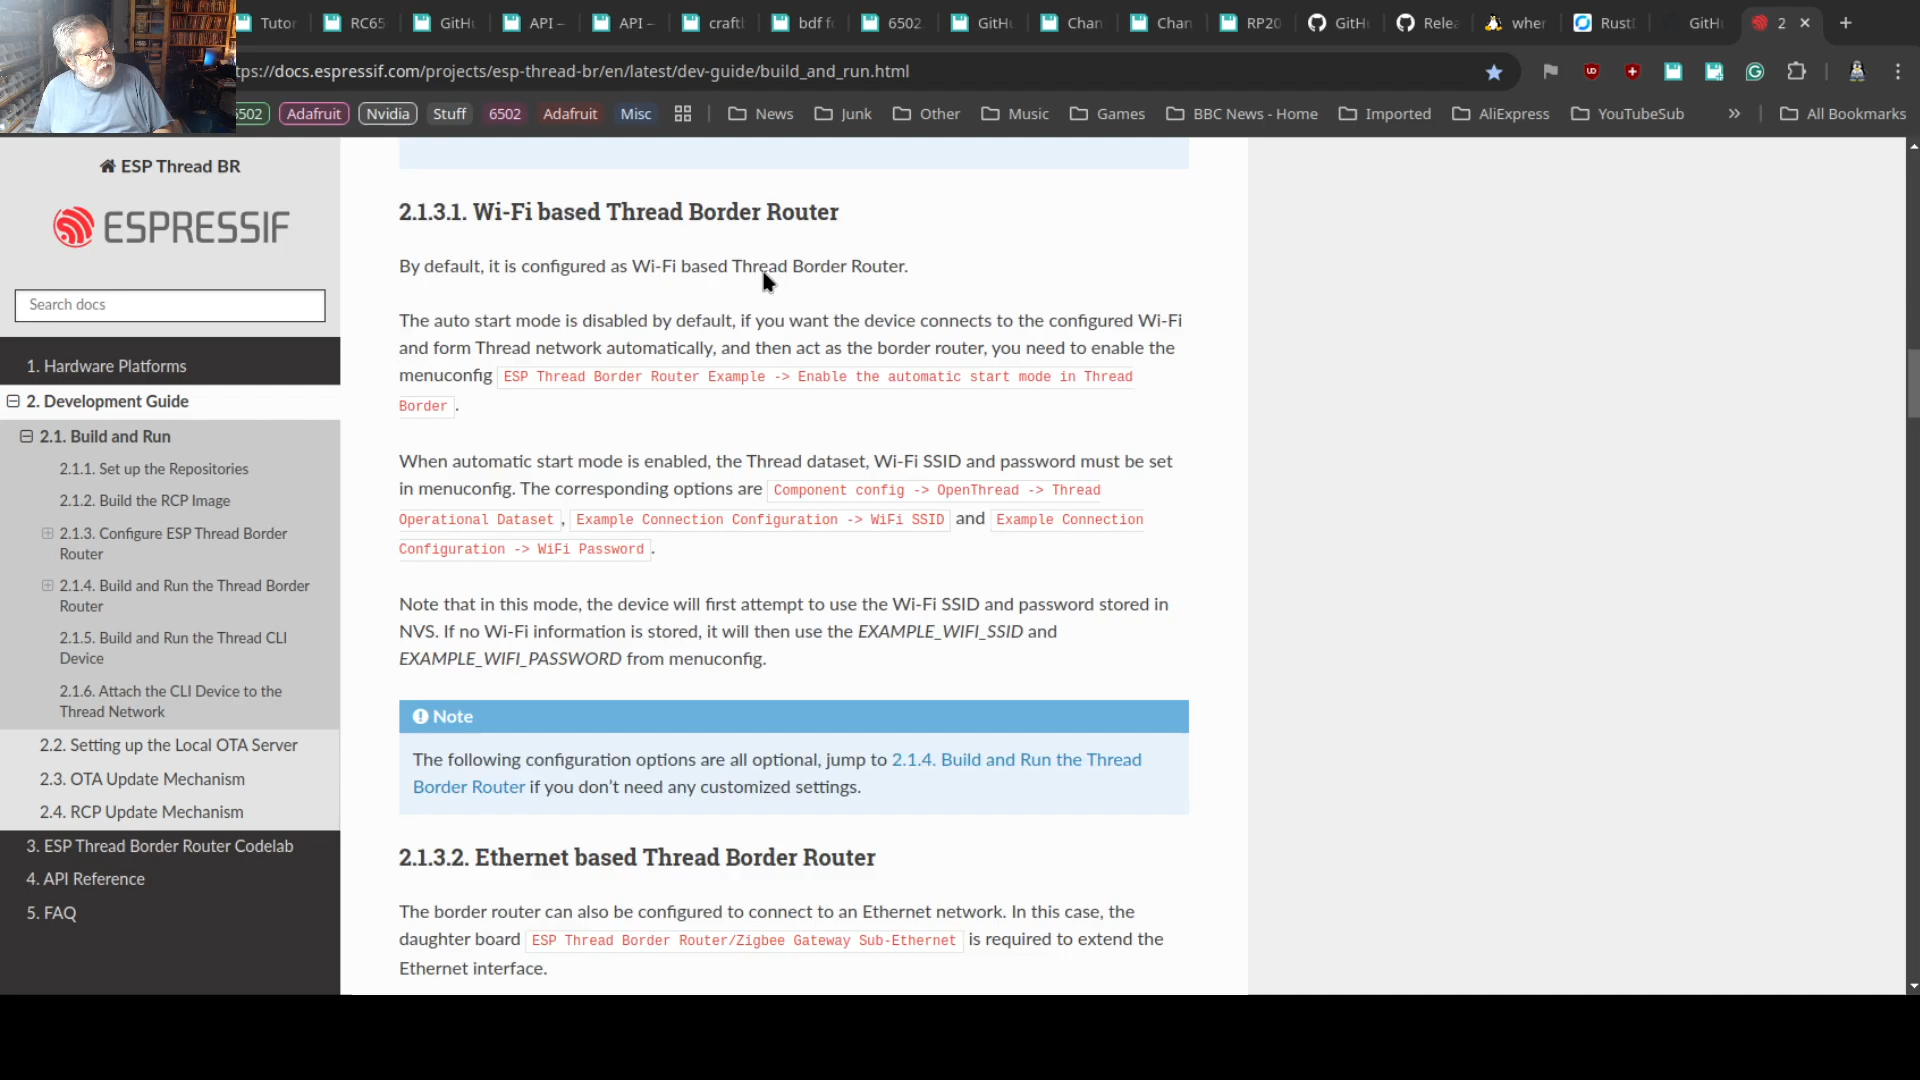 Tutor
RC65
GitHu
API –
API –
craftl
bdf fo
6502
GitHu
Chan
Chan
RP20
GitHu
Relea
wher
Rust
GitHu
2
tps://docs.espressif.com/projects/esp-thread-br/en/latest/dev-guide/build_and_run.html
502
Adafruit
Nvidia
Stuff
6502
Adafruit
Misc
News
Junk
Other
Music
Games
BBC News - Home
Imported
AliExpress
YouTubeSub
All Bookmarks
ESP Thread BR
ESPRESSIF
Search docs
1. Hardware Platforms
2. Development Guide
2.1. Build and Run
2.1.1. Set up the Repositories
2.1.2. Build the RCP Image
2.1.3. Configure ESP Thread Border
Router
2.1.4. Build and Run the Thread Border
Router
2.1.5. Build and Run the Thread CLI
Device
2.1.6. Attach the CLI Device to the
Thread Network
2.2. Setting up the Local OTA Server
2.3. OTA Update Mechanism
2.4. RCP Update Mechanism
3. ESP Thread Border Router Codelab
4. API Reference
5. FAQ
2.1.3.1. Wi-Fi based Thread Border Router
By default, it is configured as Wi-Fi based Thread Border Router.
The auto start mode is disabled by default, if you want the device connects to the configured Wi-Fi
and form Thread network automatically, and then act as the border router, you need to enable the
menuconfig ESP Thread Border Router Example -> Enable the automatic start mode in Thread
Border .
When automatic start mode is enabled, the Thread dataset, Wi-Fi SSID and password must be set
in menuconfig. The corresponding options are Component config -> OpenThread -> Thread
Operational Dataset , Example Connection Configuration -> WiFi SSID and Example Connection
Configuration -> WiFi Password .
Note that in this mode, the device will first attempt to use the Wi-Fi SSID and password stored in
NVS. If no Wi-Fi information is stored, it will then use the EXAMPLE_WIFI_SSID and
EXAMPLE_WIFI_PASSWORD from menuconfig.
Note
The following configuration options are all optional, jump to 2.1.4. Build and Run the Thread
Border Router if you don't need any customized settings.
2.1.3.2. Ethernet based Thread Border Router
The border router can also be configured to connect to an Ethernet network. In this case, the
daughter board ESP Thread Border Router/Zigbee Gateway Sub-Ethernet is required to extend the
Ethernet interface.